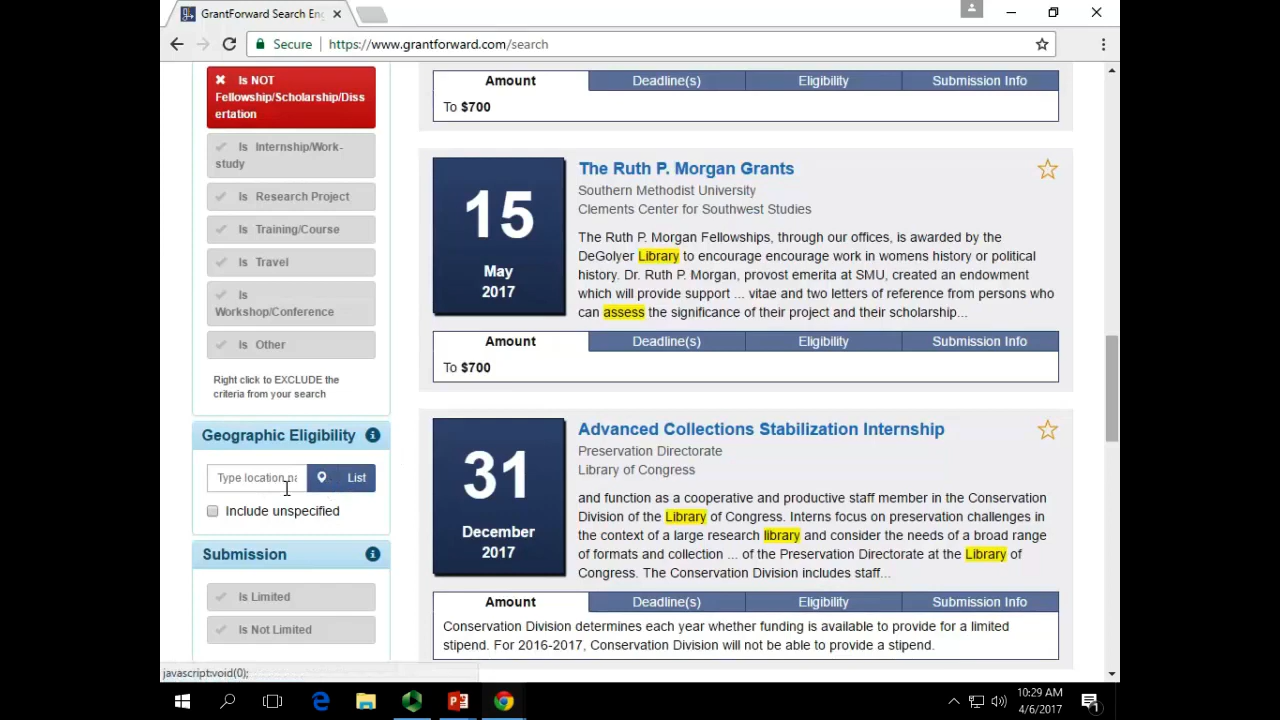 GrantForward Search En
Secure
https://www.grantforward.com/search
Is NOT
Fellowship/Scholarship/Diss
ertation
Is Internship/Work-
study
Is Research Project
Is Training/Course
Is Travel
Is
Workshop/Conference
Is Other
Right click to EXCLUDE the
criteria from your search
Geographic Eligibility
Type location na
List
Include unspecified
Submission
Is Limited
Is Not Limited
javascript:void(0);
Amount Deadline(s) Eligibility Submission Info
To $700
15
May
2017
The Ruth P. Morgan Grants
Southern Methodist University
Clements Center for Southwest Studies
The Ruth P. Morgan Fellowships, through our offices, is awarded by the
DeGolyer Library to encourage encourage work in womens history or political
history. Dr. Ruth P. Morgan, provost emerita at SMU, created an endowment
which will provide support ... vitae and two letters of reference from persons who
can assess the significance of their project and their scholarship...
Amount Deadline(s) Eligibility Submission Info
To $700
31
December
2017
Advanced Collections Stabilization Internship
Preservation Directorate
Library of Congress
and function as a cooperative and productive staff member in the Conservation
Division of the Library of Congress. Interns focus on preservation challenges in
the context of a large research library and consider the needs of a broad range
of formats and collection ... of the Preservation Directorate at the Library of
Congress. The Conservation Division includes staff...
Amount Deadline(s) Eligibility Submission Info
Conservation Division determines each year whether funding is available to provide for a limited
stipend. For 2016-2017, Conservation Division will not be able to provide a stipend.
10:29 AM
4/6/2017
1